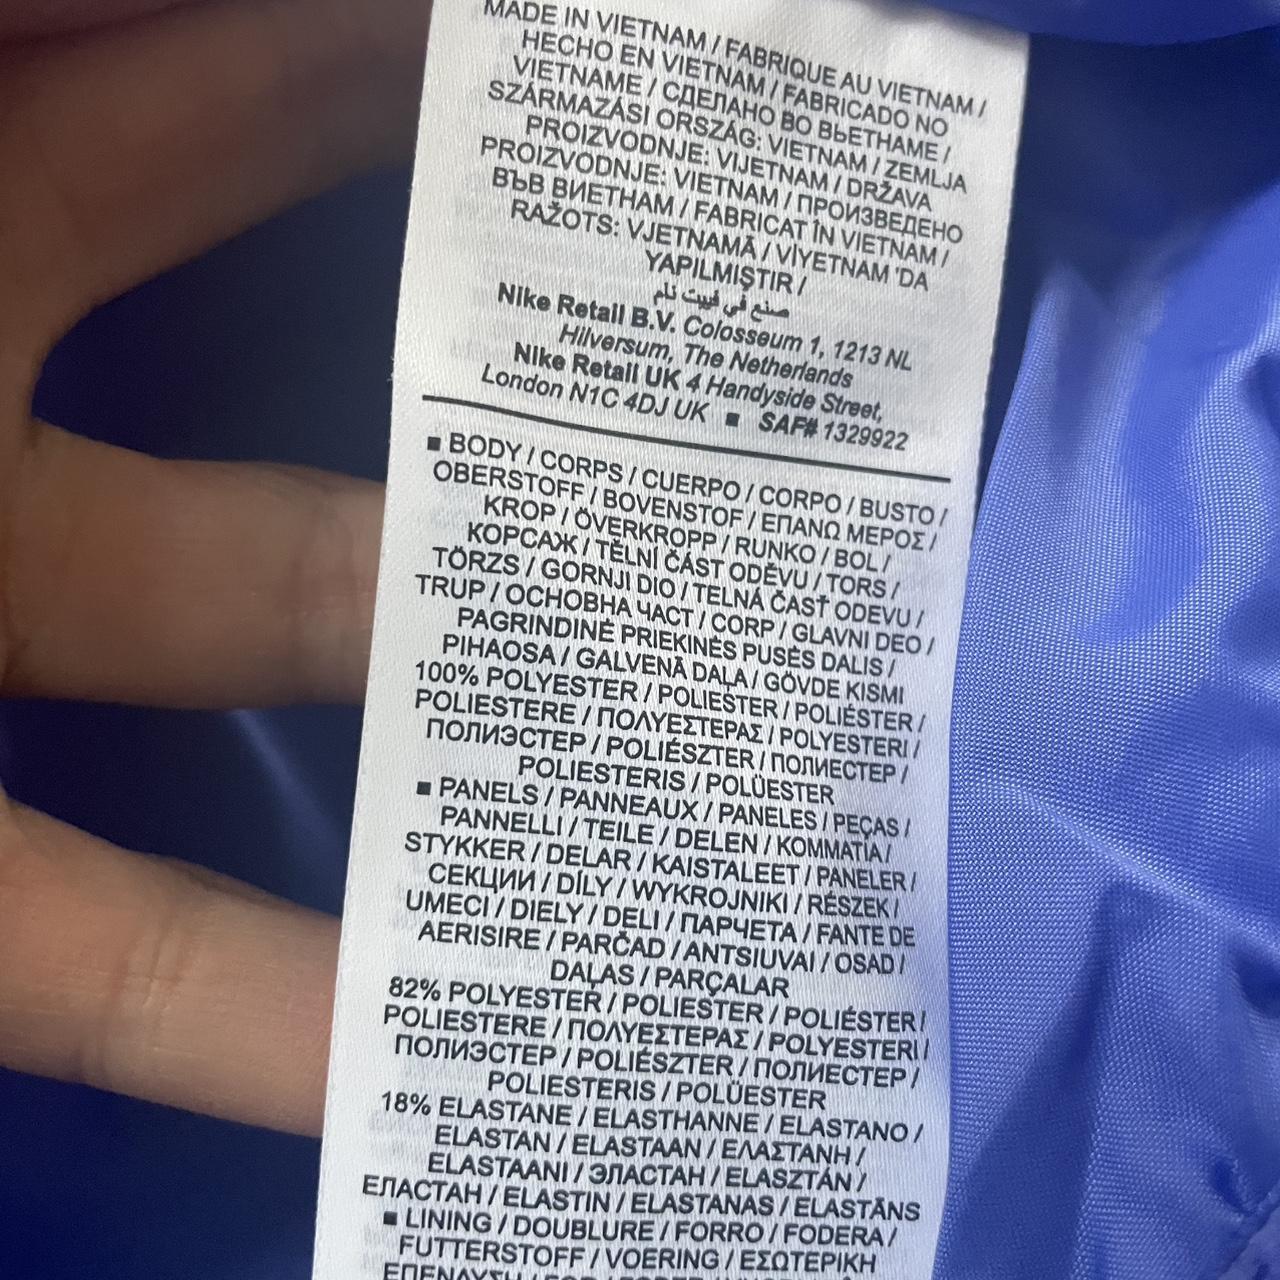 MADE IN VIETNAM / FABRIQUE AU VIETNAM /
HECHO EN VIETNAM / FABRICADO NO
VIETNAME / СДЕЛАНО ВО ВЬЕТНАМЕ /
SZÁRMAZÁSI ORSZÁG: VIETNAM / ZEMLJA
PROIZVODNJE: VIJETNAM / DRŽAVA
PROIZVODNJE: VIETNAM / ПРОИЗВЕДЕНО
ВЪВ ВИЕТНАМ / FABRICAT ÎN VIETNAM /
RAŽOTS: VJETNAMĀ / VİYETNAM 'DA
YAPILMIŞTIR /
صنع في فييت نام
Nike Retail B.V. Colosseum 1, 1213 NL
Hilversum, The Netherlands
Nike Retail UK 4 Handyside Street,
London N1C 4DJ UK ■ SAF# 1329922
■ BODY / CORPS / CUERPO / CORPO / BUSTO /
OBERSTOFF / BOVENSTOF / ΕΠΑΝΩ ΜΕΡΟΣ /
KROP / ÖVERKROPP / RUNKO / BOL /
КОРСАЖ / TĚLNÍ ČÁST ODĚVU / TORS /
TÖRZS / GORNJI DIO / TELNÁ ČASŤ ODEVU /
TRUP / ОСНОВНА ЧАСТ / CORP / GLAVNI DEO /
PAGRINDINĖ PRIEKINĖS PUSĖS DALIS /
PIHAOSA / GALVENĀ DAĻA / GÖVDE KISMI
100% POLYESTER / POLIESTER / POLIÉSTER /
POLIESTERE / ΠΟΛΥΕΣΤΕΡΑΣ / POLYESTERI /
ПОЛИЭСТЕР / POLIÉSZTER / ПОЛИЕСТЕР /
POLIESTERIS / POLÜESTER
■ PANELS / PANNEAUX / PANELES / PEÇAS /
PANNELLI / TEILE / DELEN / ΚΟΜΜΑΤΙΑ /
STYKKER / DELAR / KAISTALEET / PANELER /
СЕКЦИИ / DÍLY / WYKROJNIKI / RÉSZEK /
UMECI / DIELY / DELI / ПАРЧЕТА / FANTE DE
AERISIRE / PARČAD / ANTSIUVAI / OSAD /
DAĻAS / PARÇALAR
82% POLYESTER / POLIESTER / POLIÉSTER /
POLIESTERE / ΠΟΛΥΕΣΤΕΡΑΣ / POLYESTERI /
ПОЛИЭСТЕР / POLIÉSZTER / ПОЛИЕСТЕР /
POLIESTERIS / POLÜESTER
18% ELASTANE / ELASTHANNE / ELASTANO /
ELASTAN / ELASTAAN / ΕΛΑΣΤΑΝΗ /
ELASTAANI / ЭЛАСТАН / ELASZTÁN /
ЕЛАСТАН / ELASTIN / ELASTANAS / ELASTĀNS
■ LINING / DOUBLURE / FORRO / FODERA /
FUTTERSTOFF / VOERING / ΕΣΩΤΕΡΙΚΗ